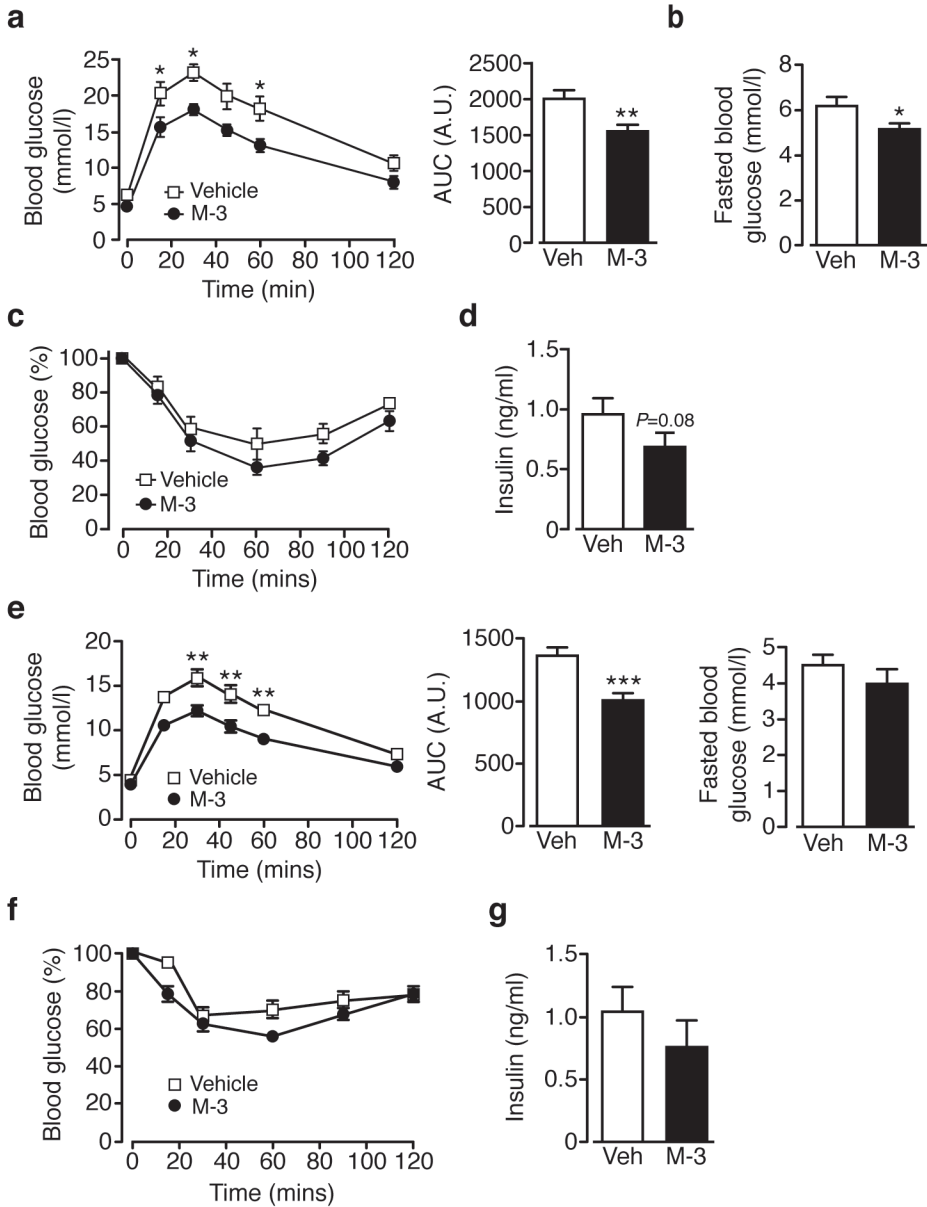 a
Blood glucose
(mmol/l)
25
20
15
10
5
0
* * *
Vehicle
M-3
0 20 40 60 80 100 120
Time (min)
AUC (A.U.)
2500
2000
1500
1000
500
0
**
Veh M-3
b
Fasted blood
glucose (mmol/l)
8
6
4
2
0
*
Veh M-3
c
Blood glucose (%)
100
80
60
40
20
0
Vehicle
M-3
0 20 40 60 80 100 120
Time (mins)
d
Insulin (ng/ml)
1.5
1.0
0.5
0
P=0.08
Veh M-3
e
Blood glucose
(mmol/l)
20
15
10
5
0
** ** **
Vehicle
M-3
0 20 40 60 80 100 120
Time (mins)
AUC (A.U.)
1500
1000
500
0
***
Veh M-3
Fasted blood
glucose (mmol/l)
5
4
3
2
1
0
Veh M-3
f
Blood glucose (%)
100
80
60
40
20
0
Vehicle
M-3
0 20 40 60 80 100 120
Time (mins)
g
Insulin (ng/ml)
1.5
1.0
0.5
0
Veh M-3